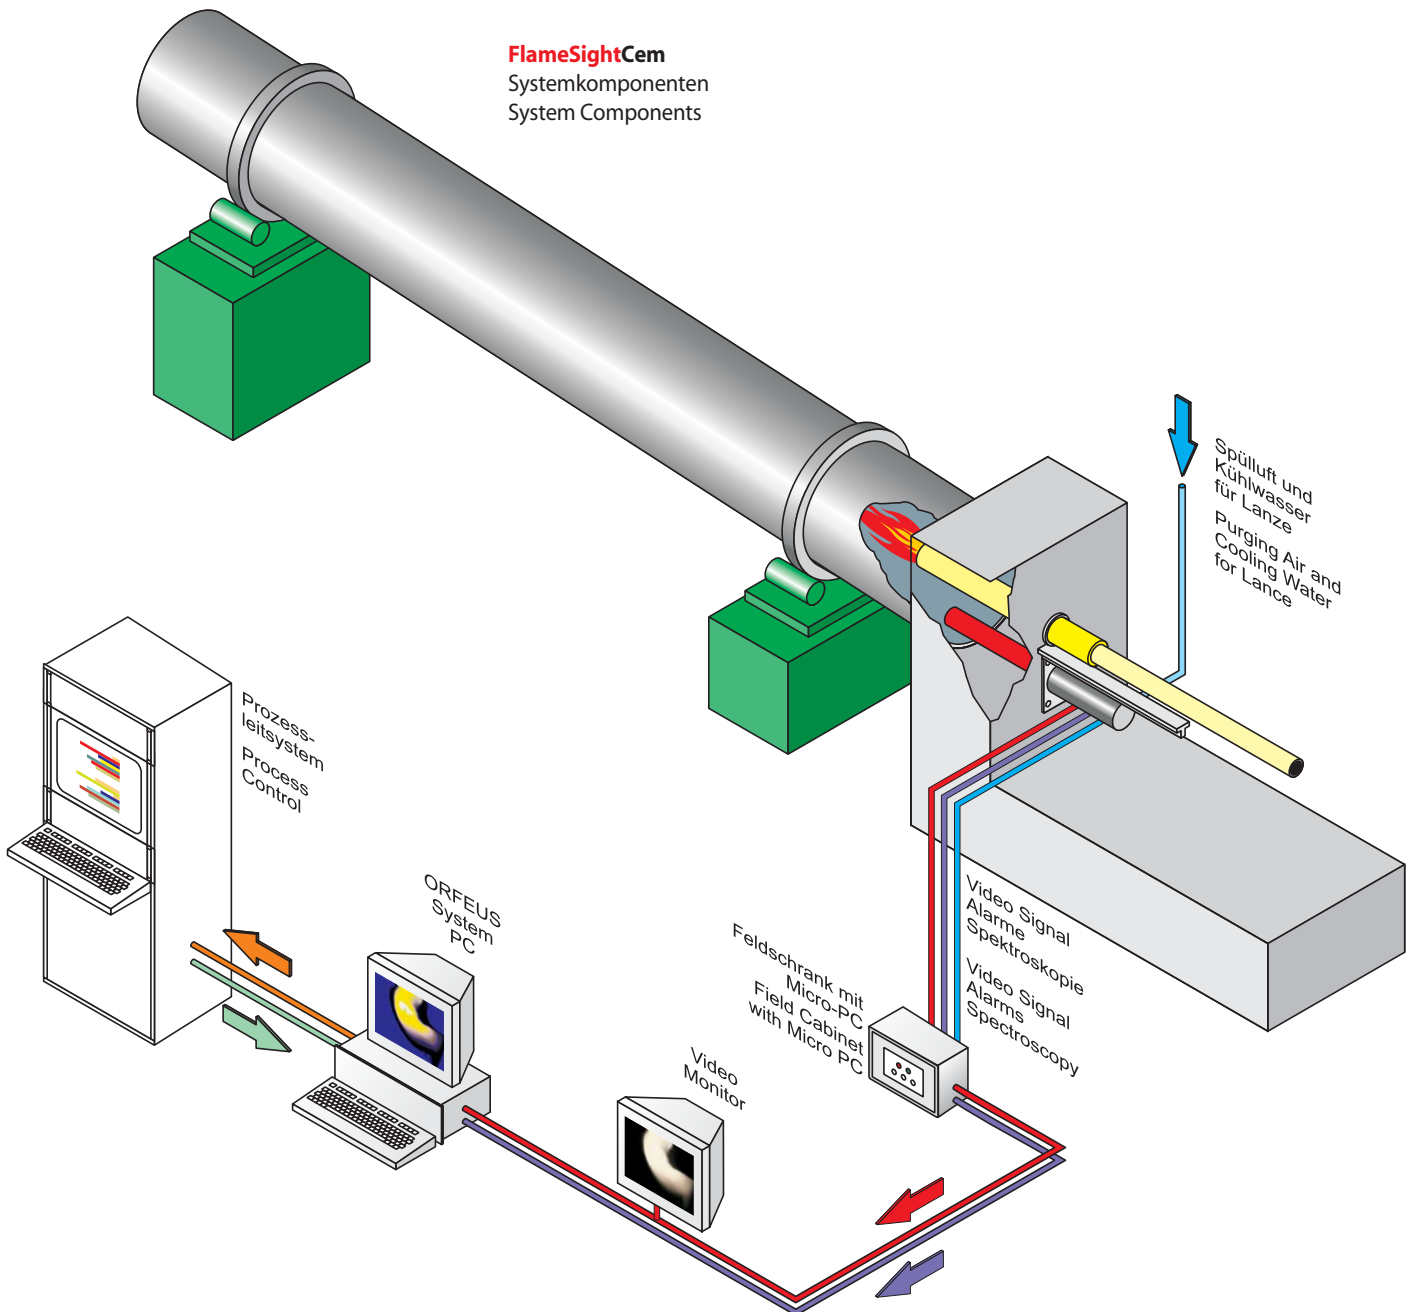 FlameSightCem
Systemkomponenten
System Components
Spülluft und
Kühlwasser
für Lanze
Purging Air and
Cooling Water
for Lance
Prozess-
leitsystem
Process
Control
ORFEUS
System
PC
Video
Monitor
Feldschrank mit
Micro-PC
Field Cabinet
with Micro PC
Video Signal
Alarme
Spektroskopie
Video Signal
Alarms
Spectroscopy